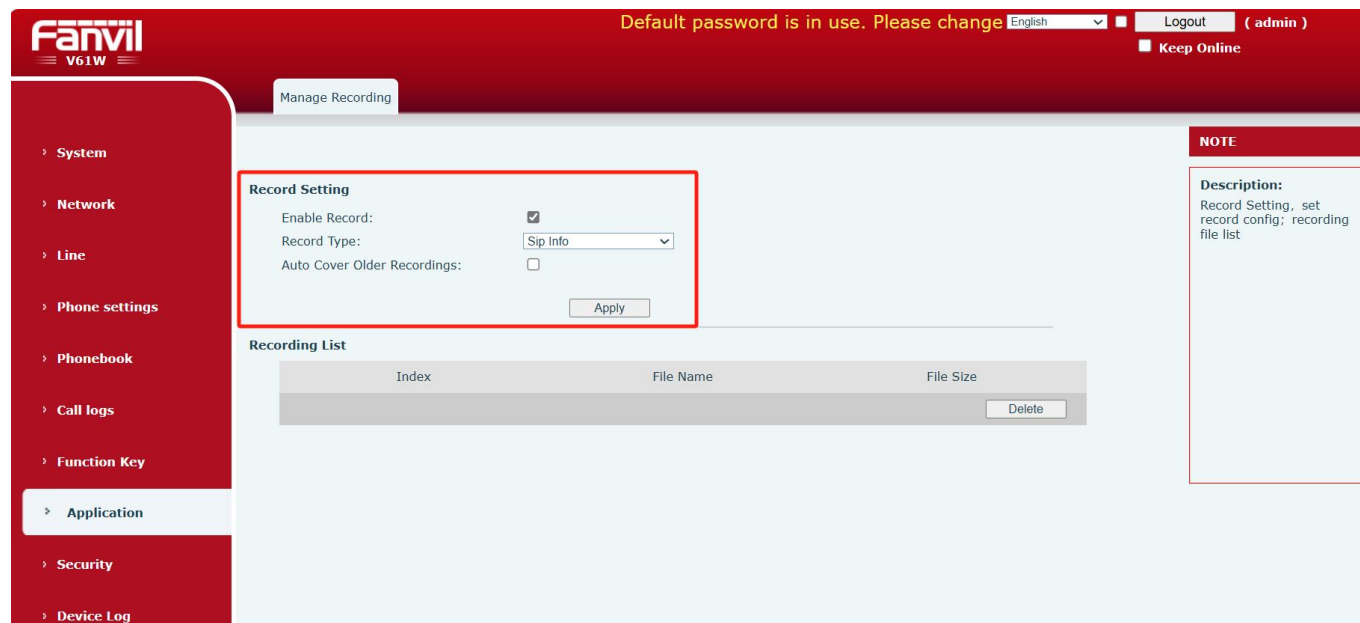 Fanvil
V61W
Default password is in use. Please change
English
Logout
( admin )
Keep Online
Manage Recording
System
Network
Line
Phone settings
Phonebook
Call logs
Function Key
Application
Security
Device Log
Record Setting
Enable Record:
Record Type:
Sip Info
Auto Cover Older Recordings:
Apply
Recording List
Index
File Name
File Size
Delete
NOTE
Description:
Record Setting, set
record config; recording
file list